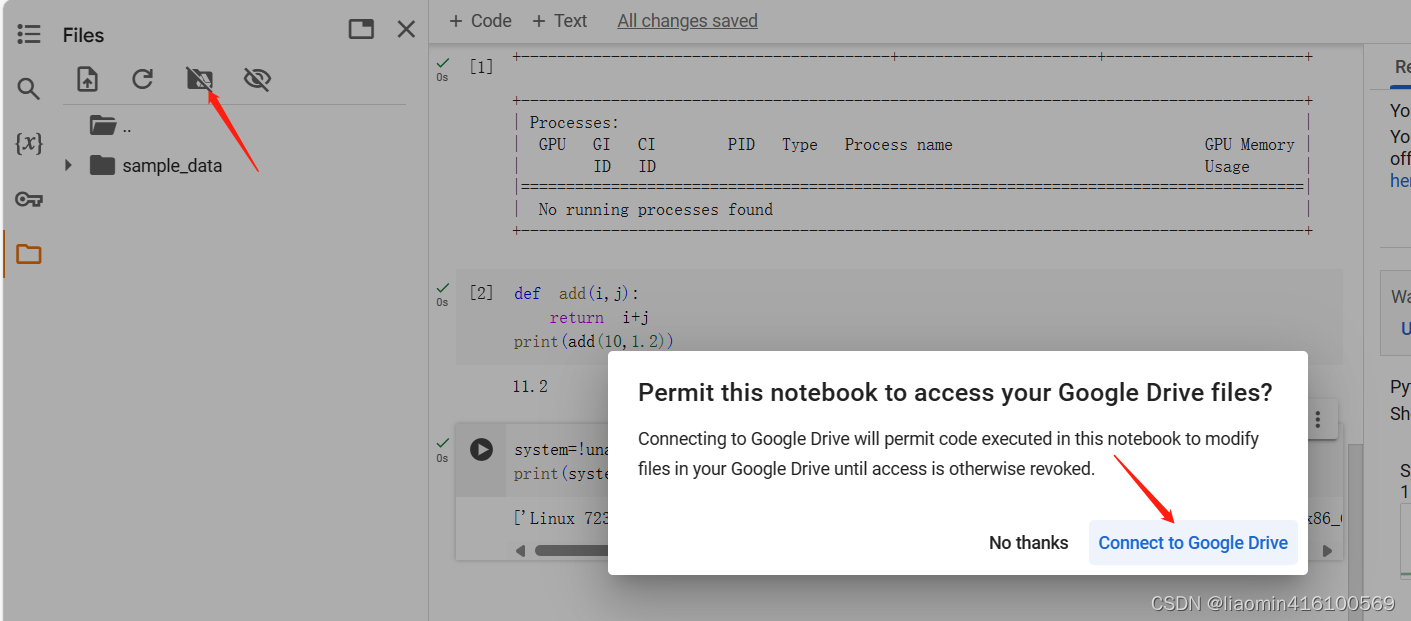 Files
+ Code + Text All changes saved
{x}
..
sample_data
0s [1]
Processes:
GPU GI CI PID Type Process name GPU Memory
ID ID Usage
No running processes found
0s [2] def add(i,j):
return i+j
print(add(10,1.2))
11.2
0s system=!una
print(syste
['Linux 723
x86_6
Permit this notebook to access your Google Drive files?
Connecting to Google Drive will permit code executed in this notebook to modify
files in your Google Drive until access is otherwise revoked.
No thanks Connect to Google Drive
Re
Yo
Yo
off
her
Wa
U
Py
Sh
S
1
CSDN @liaomin416100569